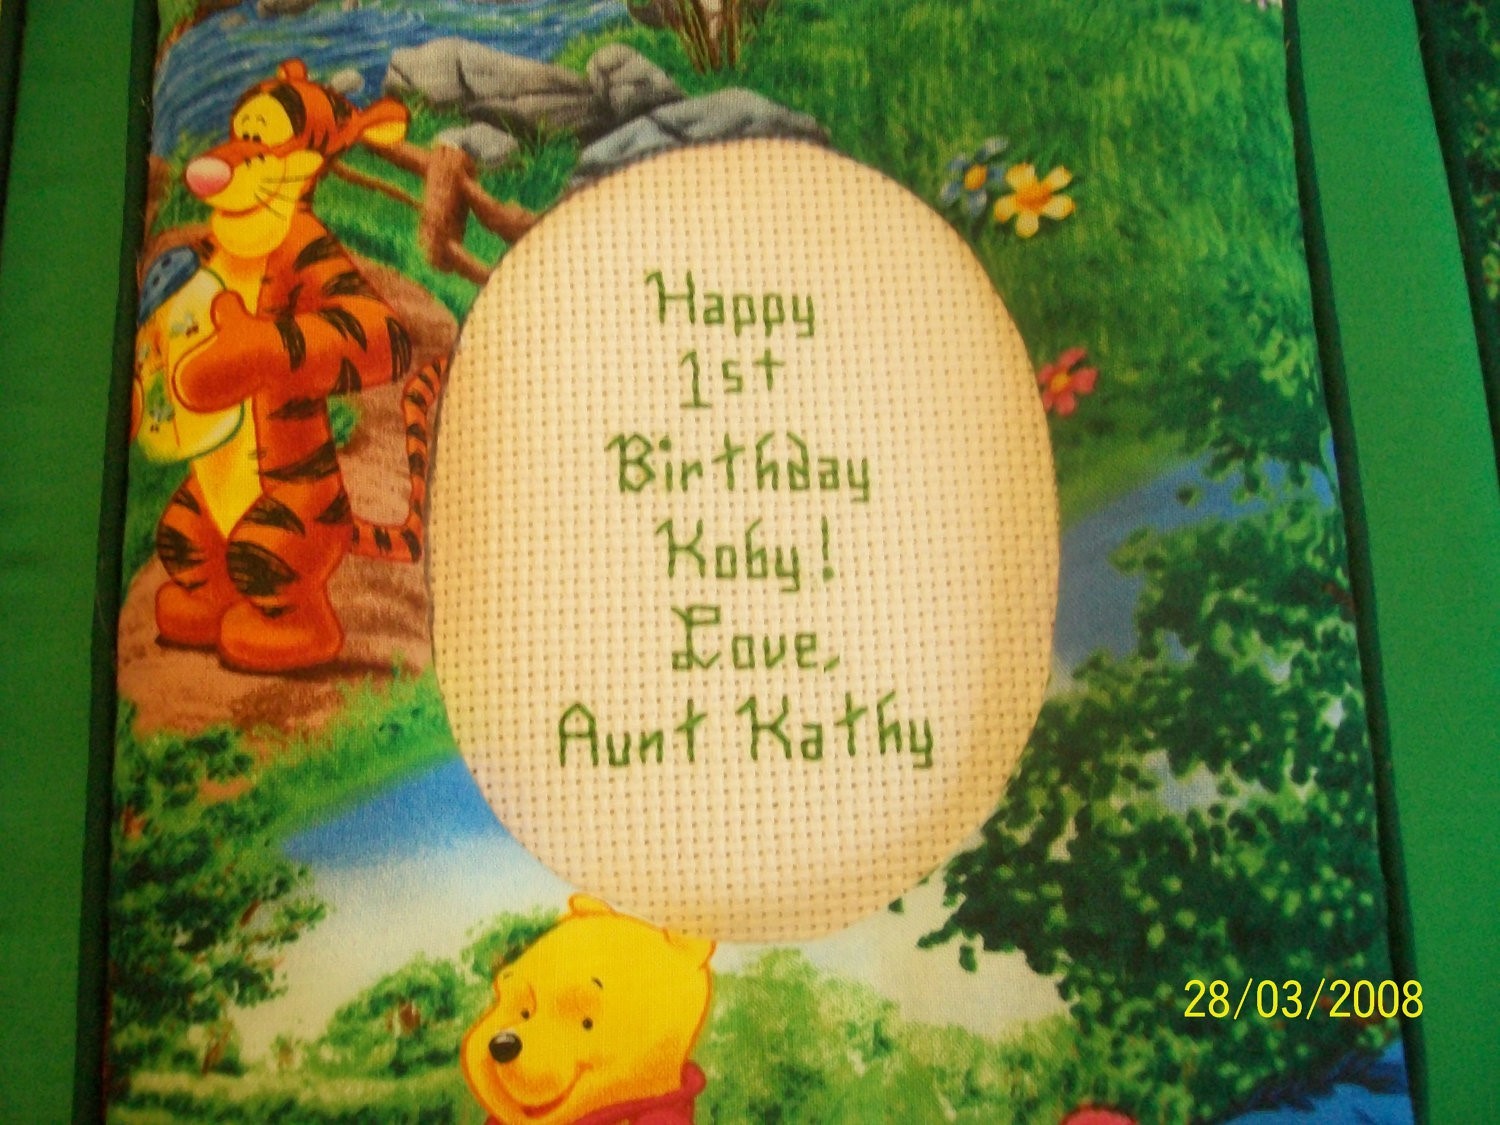 Happy
1st
Birthday
Koby!
Love,
Aunt Kathy
28/03/2008